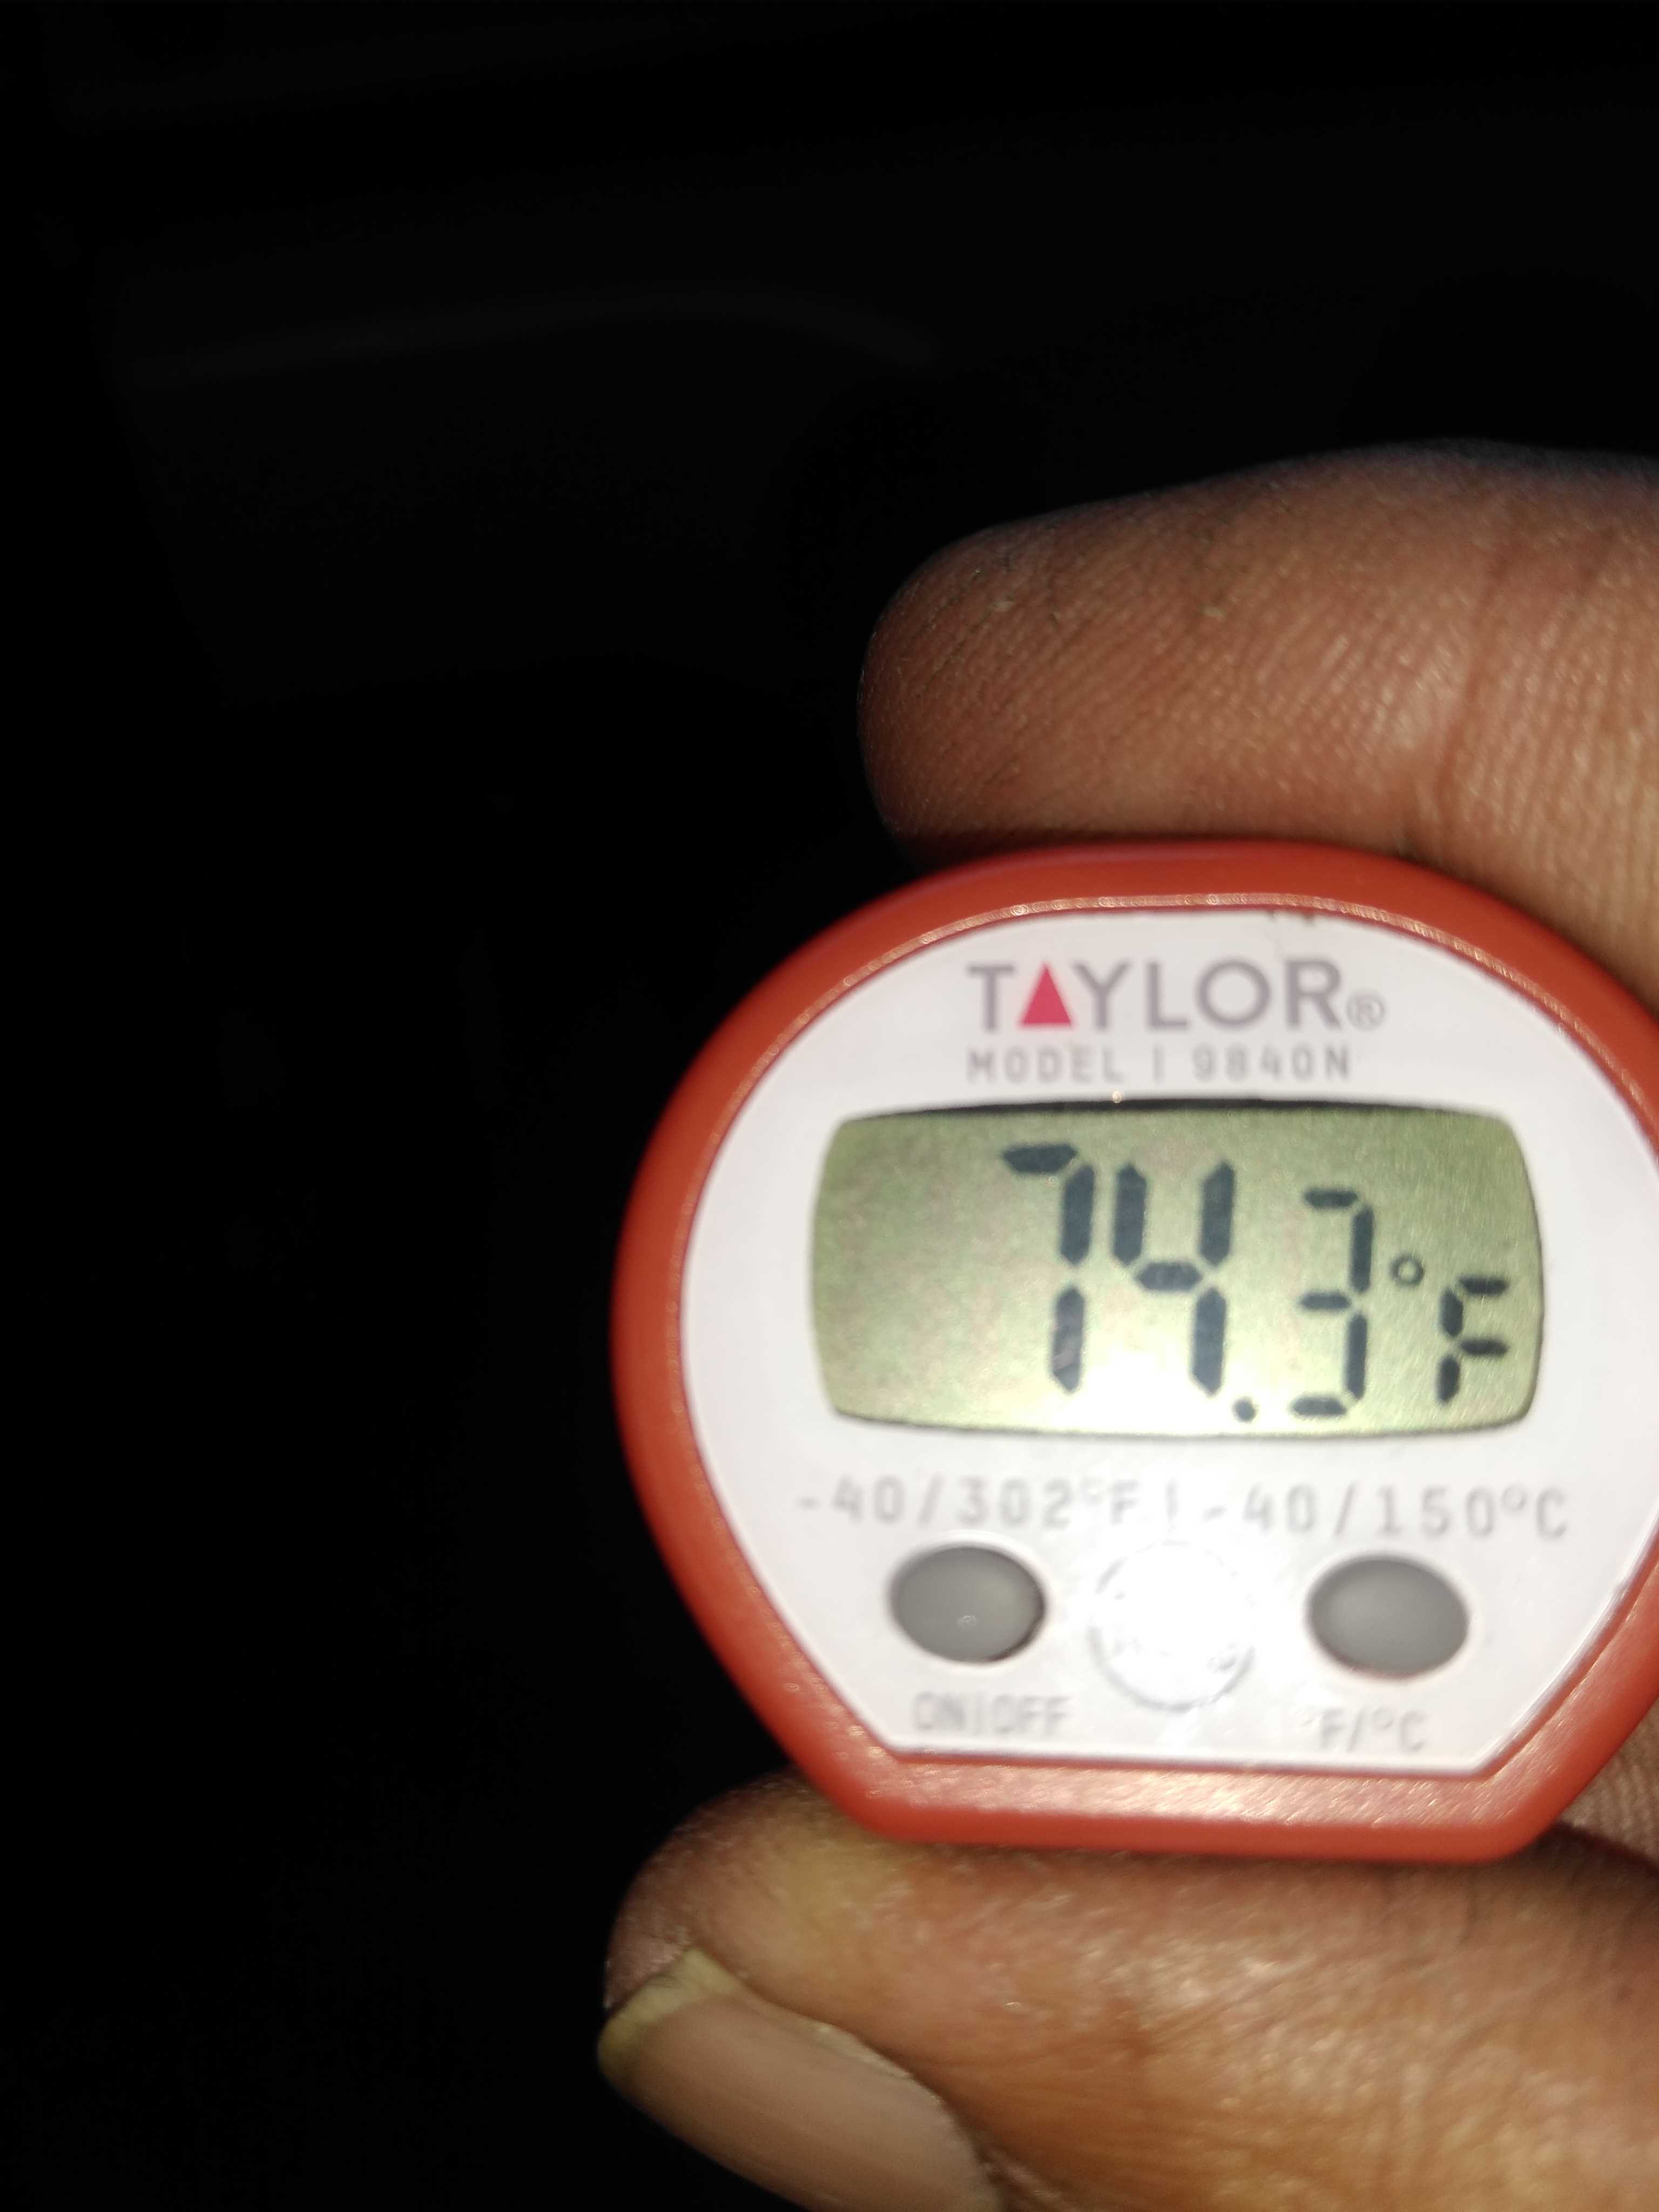 TAYLOR®
MODEL | 9840N
74.3°F
-40/302°F | -40/150°C
ON|OFF
°F/°C